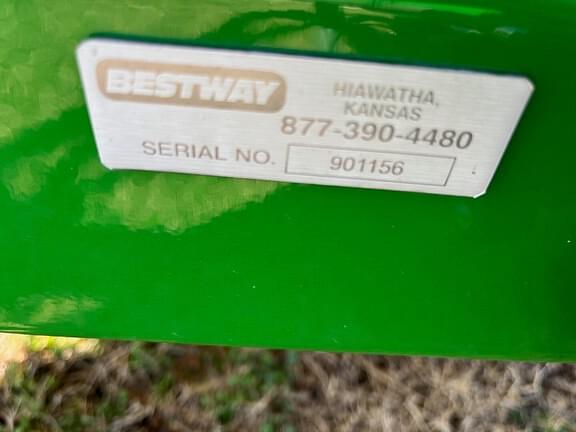 BESTWAY
HIAWATHA,
KANSAS
877-390-4480
SERIAL NO. 901156